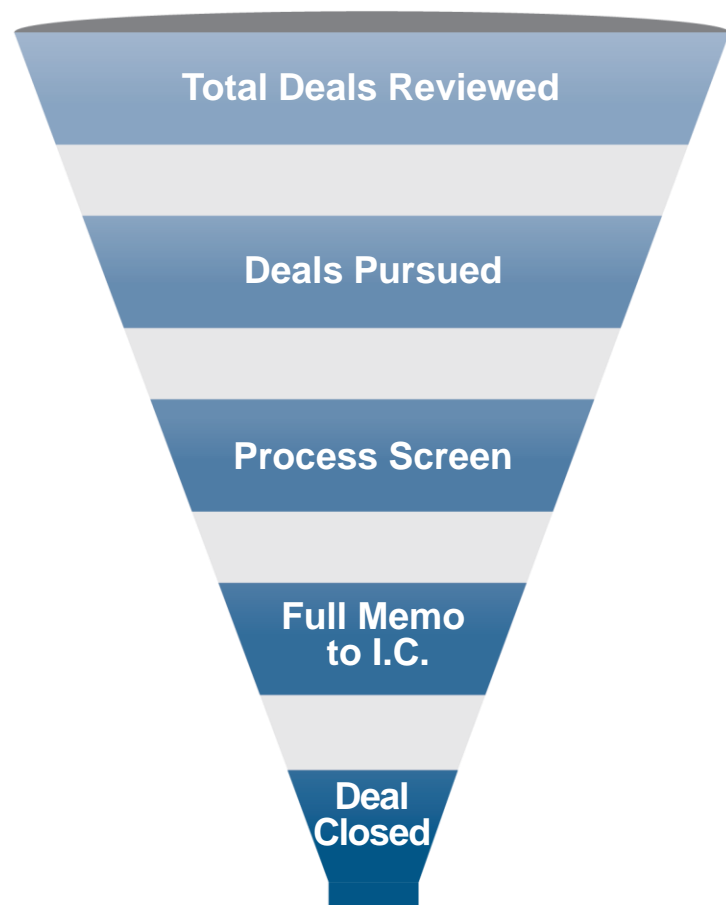 Total Deals Reviewed
Deals Pursued
Process Screen
Full Memo
to I.C.
Deal
Closed